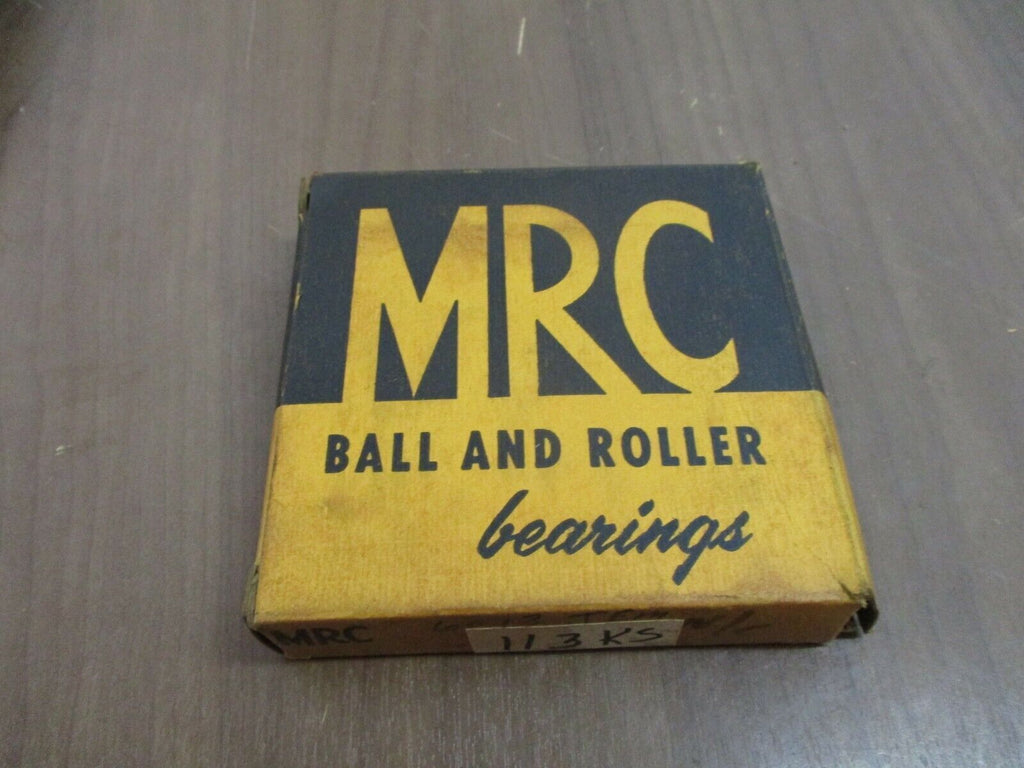 MRC
BALL AND ROLLER
bearings
MRC
113KS